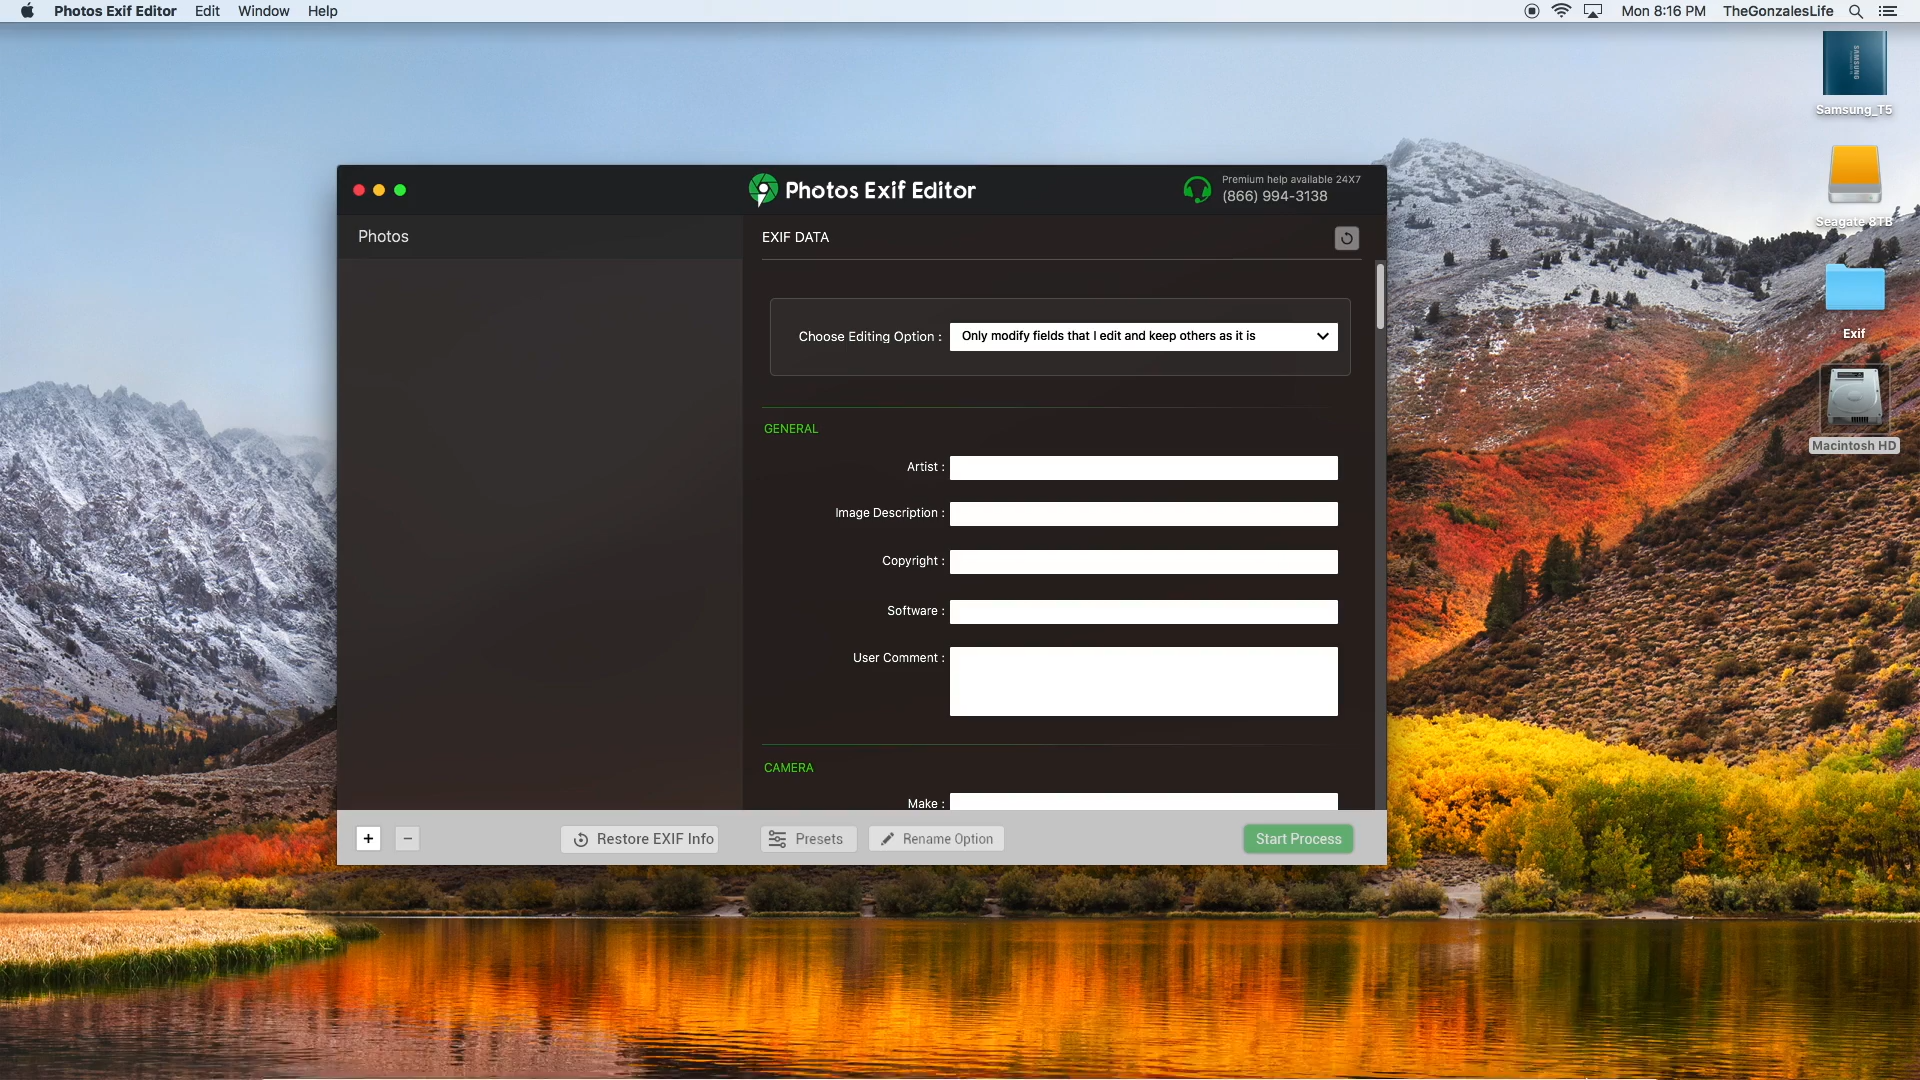 Photos Exif Editor Edit Window Help Mon 8:16 PM TheGonzalesLife
SAMSUNG
Samsung_T5
Seagate 8TB
Exif
Macintosh HD
Photos Exif Editor
Premium help available 24X7
(866) 994-3138
Photos
EXIF DATA
Choose Editing Option : Only modify fields that I edit and keep others as it is
GENERAL
Artist :
Image Description :
Copyright :
Software :
User Comment :
CAMERA
Make :
+ − Restore EXIF Info Presets Rename Option Start Process